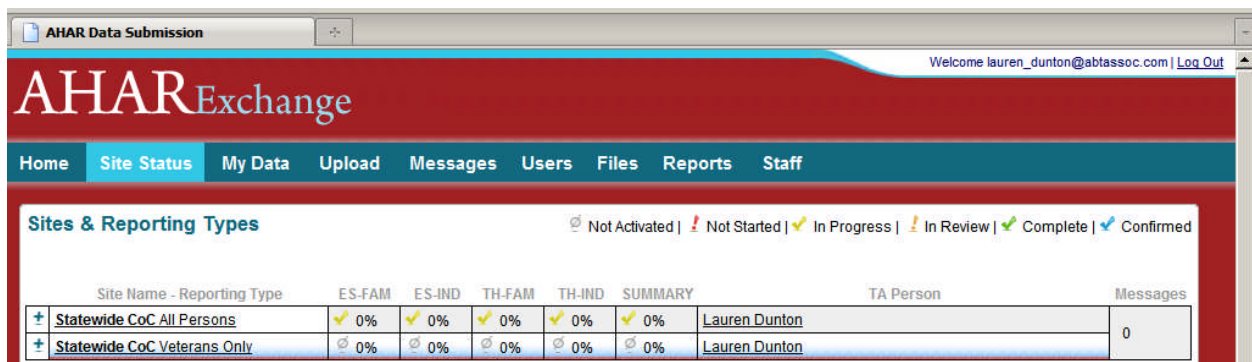 AHAR Data Submission
Welcome lauren_dunton@abtassoc.com | Log Out
AHAR Exchange
Home Site Status My Data Upload Messages Users Files Reports Staff
Sites & Reporting Types
Not Activated | Not Started | In Progress | In Review | Complete | Confirmed
Site Name - Reporting Type ES-FAM ES-IND TH-FAM TH-IND SUMMARY TA Person Messages
Statewide CoC All Persons 0% 0% 0% 0% 0% Lauren Dunton
0
Statewide CoC Veterans Only 0% 0% 0% 0% 0% Lauren Dunton